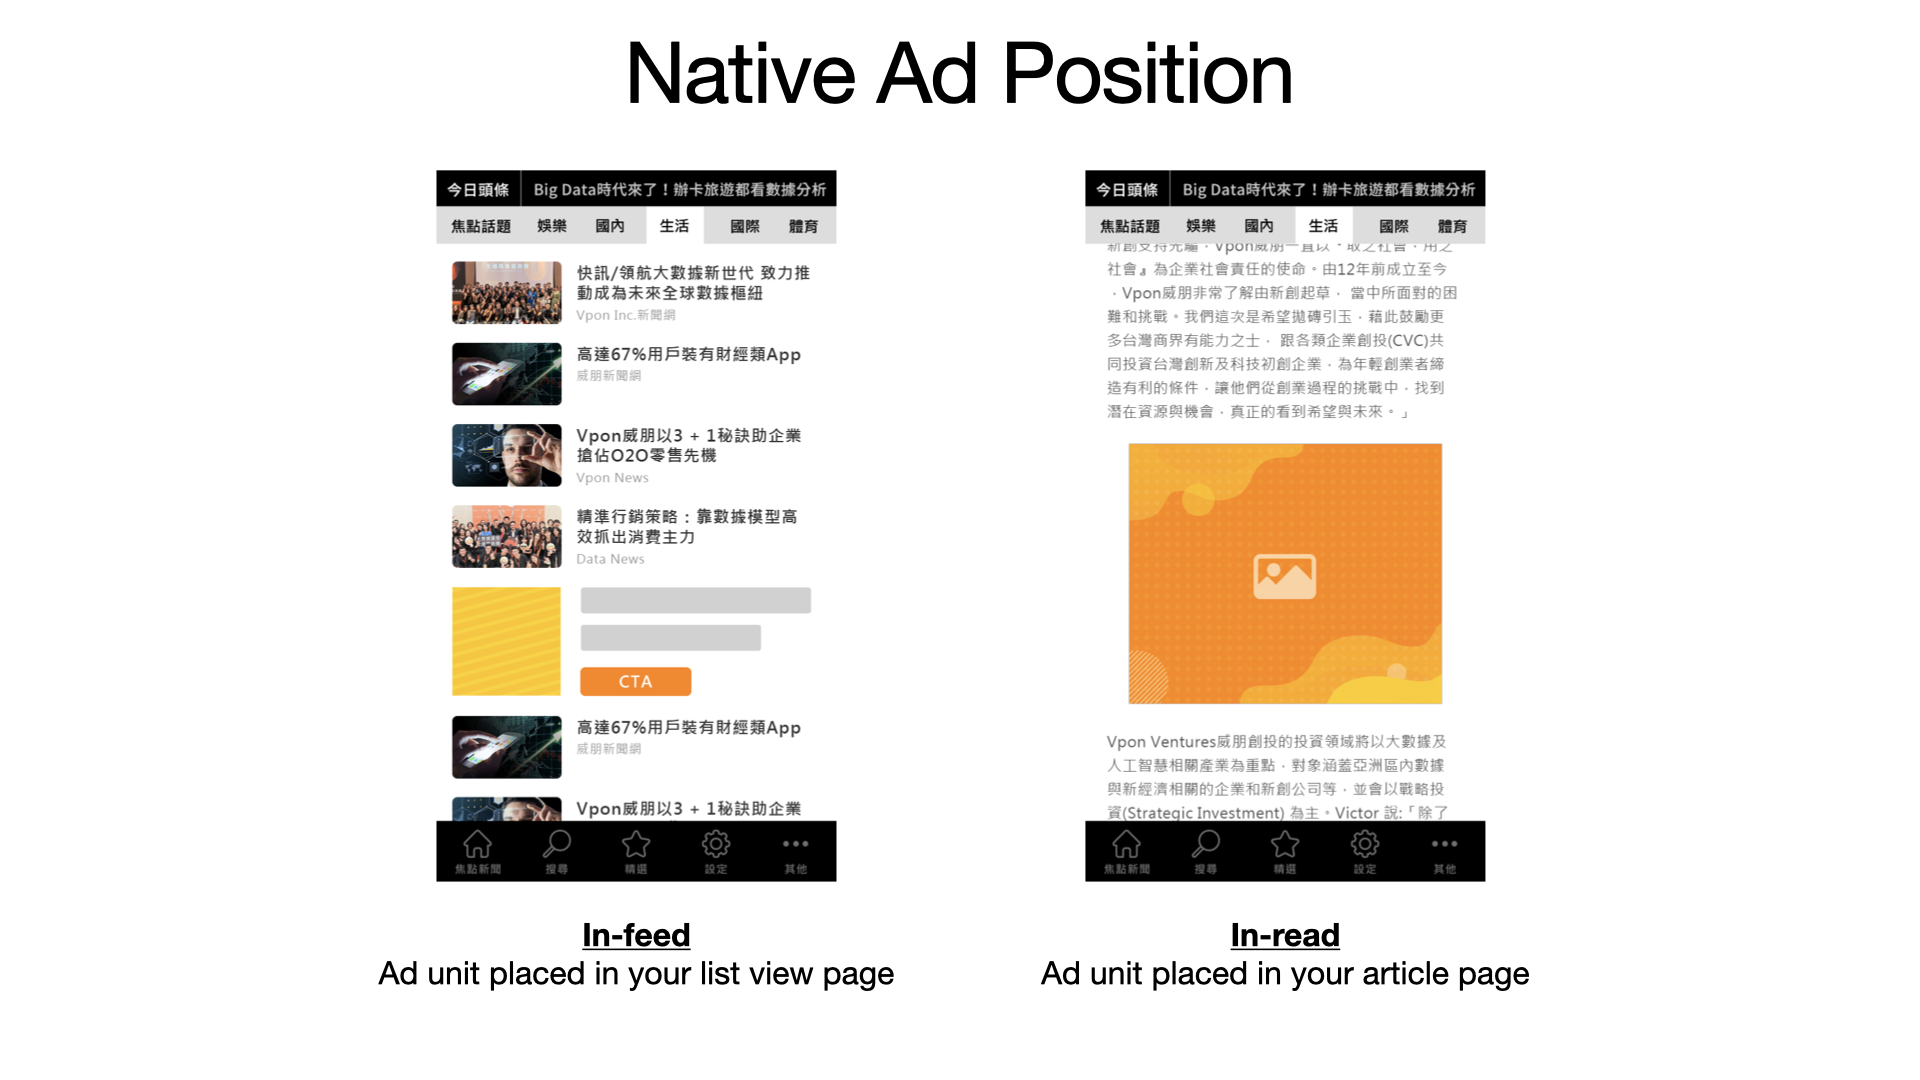 Native Ad Position
今日頭條 Big Data時代來了！辦卡旅遊都看數據分析
焦點話題 娛樂 國內 生活 國際 體育
快訊/領航大數據新世代 致力推
動成為未來全球數據樞紐
Vpon Inc.新聞網
高達67%用戶裝有財經類App
威朋新聞網
Vpon威朋以3 + 1秘訣助企業
搶佔O2O零售先機
Vpon News
精準行銷策略：靠數據模型高
效抓出消費主力
Data News
CTA
高達67%用戶裝有財經類App
威朋新聞網
Vpon威朋以3 + 1秘訣助企業
焦點新聞 搜尋 精選 設定 其他
In-feed
Ad unit placed in your list view page
今日頭條 Big Data時代來了！辦卡旅遊都看數據分析
焦點話題 娛樂 國內 生活 國際 體育
新創支持先驅，Vpon威朋一直以『取之社會，用之
社會』為企業社會責任的使命。由12年前成立至今
，Vpon威朋非常了解由新創起草， 當中所面對的困
難和挑戰。我們這次是希望拋磚引玉，藉此鼓勵更
多台灣商界有能力之士， 跟各類企業創投(CVC)共
同投資台灣創新及科技初創企業，為年輕創業者締
造有利的條件，讓他們從創業過程的挑戰中，找到
潛在資源與機會，真正的看到希望與未來。」
Vpon Ventures威朋創投的投資領域將以大數據及
人工智慧相關產業為重點，對象涵蓋亞洲區內數據
與新經濟相關的企業和新創公司等，並會以戰略投
資(Strategic Investment) 為主。Victor 說:「除了
焦點新聞 搜尋 精選 設定 其他
In-read
Ad unit placed in your article page